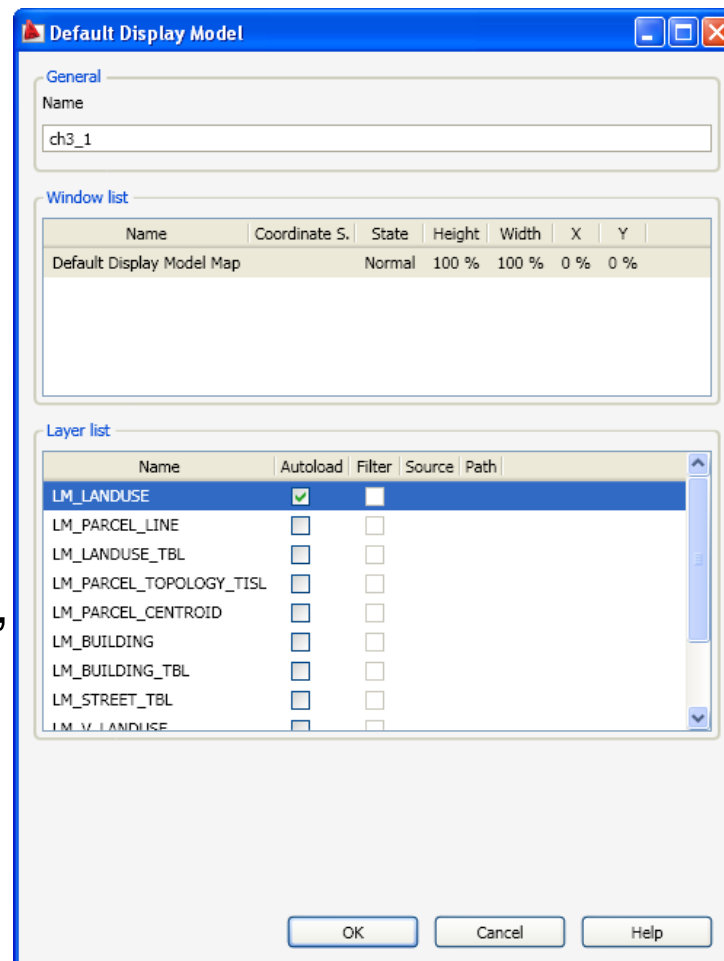 Default Display Model
General
Name
ch3_1
Window list
Name Coordinate S. State Height Width X Y
Default Display Model Map Normal 100 % 100 % 0 % 0 %
Layer list
Name Autoload Filter Source Path
LM_LANDUSE
LM_PARCEL_LINE
LM_LANDUSE_TBL
LM_PARCEL_TOPOLOGY_TISL
LM_PARCEL_CENTROID
,
LM_BUILDING
LM_BUILDING_TBL
LM_STREET_TBL
LM_V_LANDUSE
OK Cancel Help